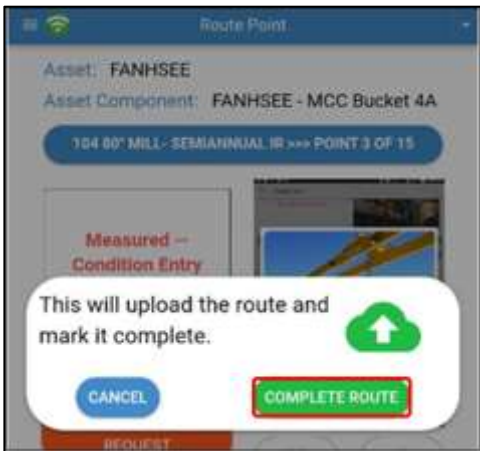 Route Point
Asset: FANHSEE
Asset Component: FANHSEE - MCC Bucket 4A
104 80" MILL- SEMIANNUAL IR >>> POINT 3 OF 15
Measured —
Condition Entry
This will upload the route and
mark it complete.
CANCEL
COMPLETE ROUTE
REQUEST